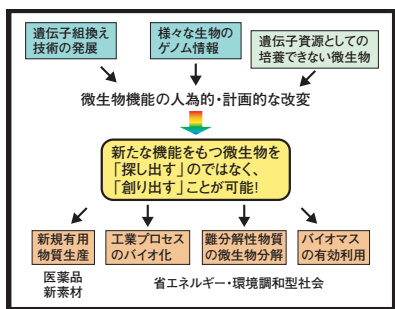 遺伝子組換え
技術の発展
様々な生物の
ゲノム情報
遺伝子資源としての
培養できない微生物
微生物機能の人為的・計画的な改変
新たな機能をもつ微生物を
「探し出す」のではなく、
「創り出す」ことが可能!
新規有用
物質生産
工業プロセス
のバイオ化
難分解性物質
の微生物分解
バイオマス
の有効利用
医薬品
新素材
省エネルギー・環境調和型社会